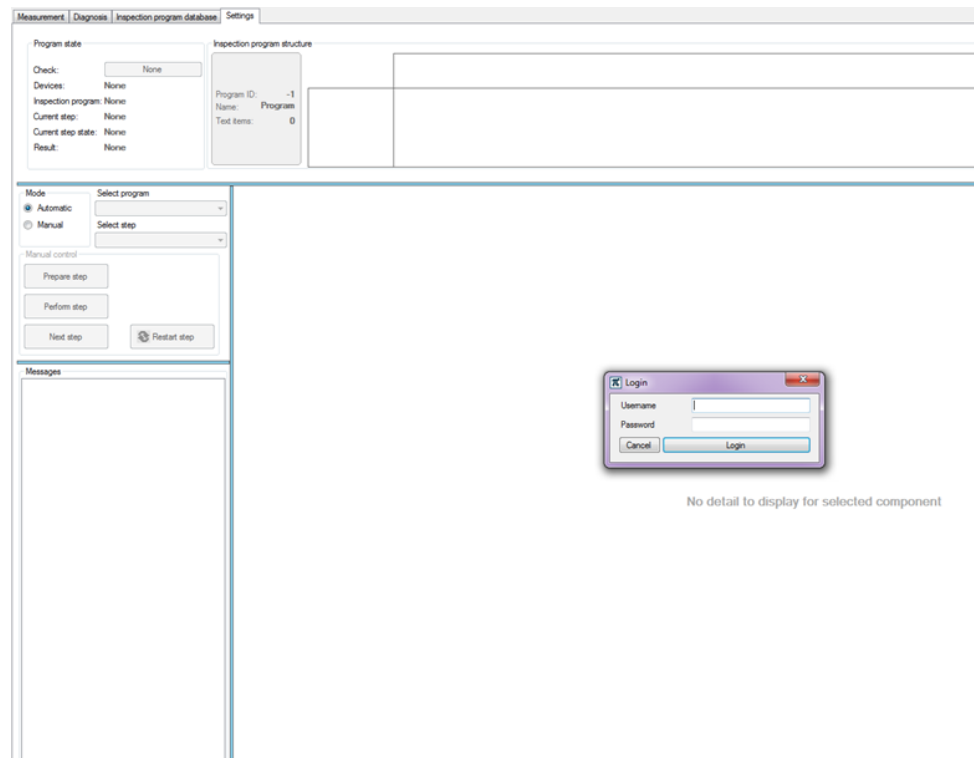 Measurement Diagnosis Inspection program database Settings
Program state
Check: None
Devices: None
Inspection program: None
Current step: None
Current step state: None
Result: None
Inspection program structure
Program ID: -1
Name: Program
Text items: 0
Mode
Automatic
Manual
Select program
Select step
Manual control
Prepare step
Perform step
Next step
Restart step
Messages
Login
Username
Password
Cancel Login
No detail to display for selected component